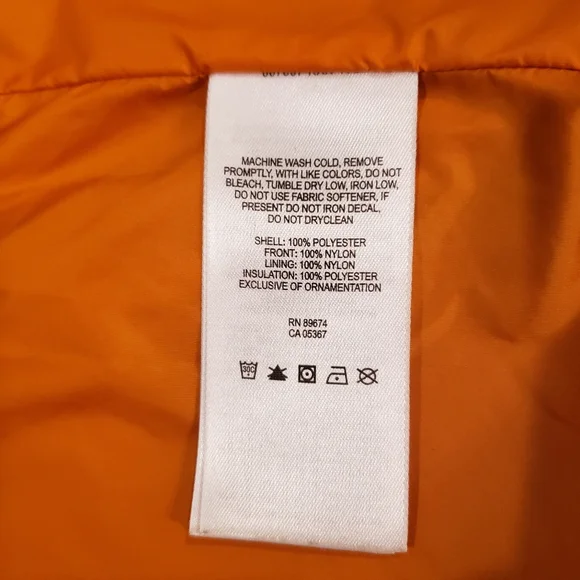 MACHINE WASH COLD, REMOVE
PROMPTLY, WITH LIKE COLORS, DO NOT
BLEACH, TUMBLE DRY LOW, IRON LOW,
DO NOT USE FABRIC SOFTENER, IF
PRESENT DO NOT IRON DECAL,
DO NOT DRYCLEAN
SHELL: 100% POLYESTER
FRONT: 100% NYLON
LINING: 100% NYLON
INSULATION: 100% POLYESTER
EXCLUSIVE OF ORNAMENTATION
RN 89674
CA 05367
30C